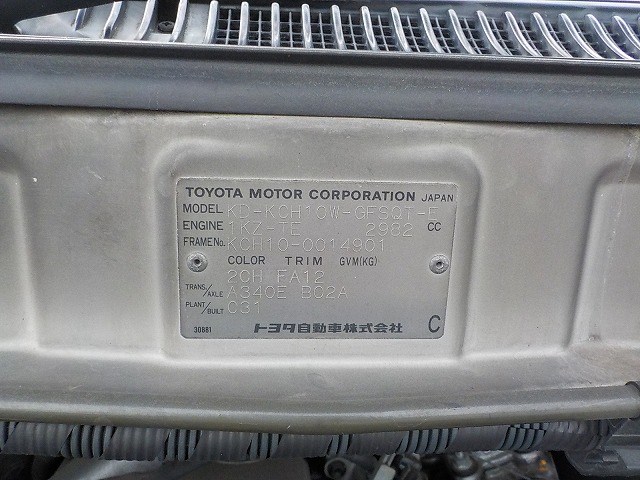 TOYOTA MOTOR CORPORATION JAPAN
MODEL KD-KCH10W-GFSQT-F
ENGINE 1KZ-TE 2982 CC
FRAME No. KCH10-0014901
COLOR TRIM GVM(KG)
2CH FA12
TRANS./AXLE A340E B02A
PLANT/BUILT C31
30881 トヨタ自動車株式会社 C